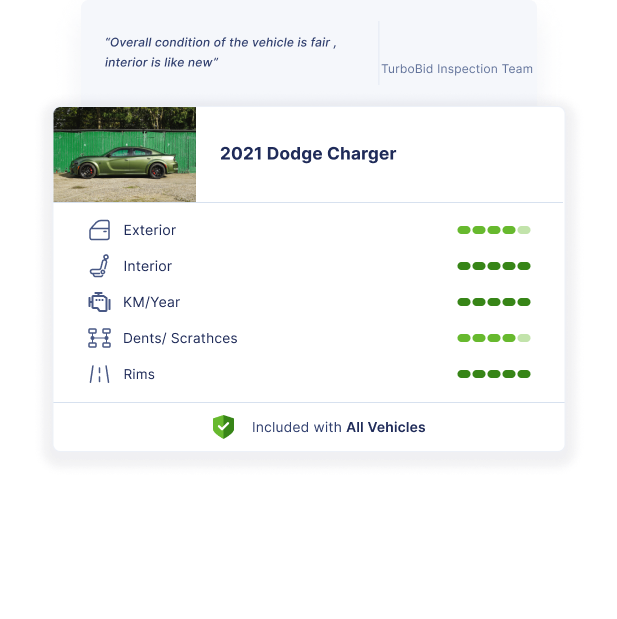 “Overall condition of the vehicle is fair ,
interior is like new”
TurboBid Inspection Team
2021 Dodge Charger
Exterior
Interior
KM/Year
Dents/ Scrathces
Rims
Included with All Vehicles